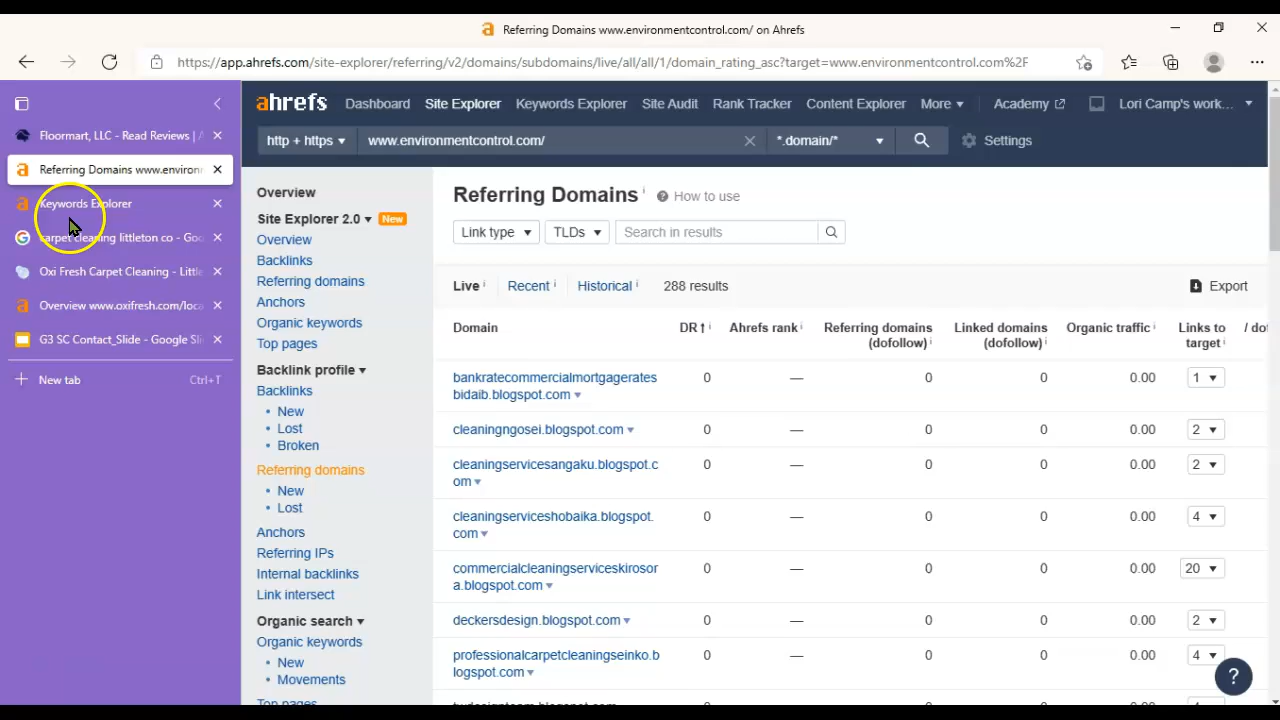 Referring Domains www.environmentcontrol.com/ on Ahrefs
https://app.ahrefs.com/site-explorer/referring/v2/domains/subdomains/live/all/all/1/domain_rating_asc?target=www.environmentcontrol.com%2F
Floormart, LLC - Read Reviews |
Referring Domains www.environ
Keywords Explorer
carpet cleaning littleton co - Goo
Oxi Fresh Carpet Cleaning - Little
Overview www.oxifresh.com/loca
G3 SC Contact_Slide - Google Sli
New tab Ctrl+T
ahrefs Dashboard Site Explorer Keywords Explorer Site Audit Rank Tracker Content Explorer More Academy Lori Camp's work...
http + https www.environmentcontrol.com/ *.domain/* Settings
Overview
Site Explorer 2.0 New
Overview
Backlinks
Referring domains
Anchors
Organic keywords
Top pages
Backlink profile
Backlinks
• New
• Lost
• Broken
Referring domains
• New
• Lost
Anchors
Referring IPs
Internal backlinks
Link intersect
Organic search
Organic keywords
• New
• Movements
Top pages
Referring Domains i ? How to use
Link type TLDs Search in results
Live i Recent i Historical i 288 results Export
Domain DR i Ahrefs rank i Referring domains Linked domains Organic traffic i Links to / do
(dofollow) i (dofollow) i target i
bankratecommercialmortgagerates 0 — 0 0 0.00 1
bidaib.blogspot.com
cleaningngosei.blogspot.com 0 — 0 0 0.00 2
cleaningservicesangaku.blogspot.c 0 — 0 0 0.00 2
om
cleaningserviceshobaika.blogspot. 0 — 0 0 0.00 4
com
commercialcleaningserviceskirosor 0 — 0 0 0.00 20
a.blogspot.com
deckersdesign.blogspot.com 0 — 0 0 0.00 2
professionalcarpetcleaningseinko.b 0 — 0 0 0.00 4
logspot.com
?